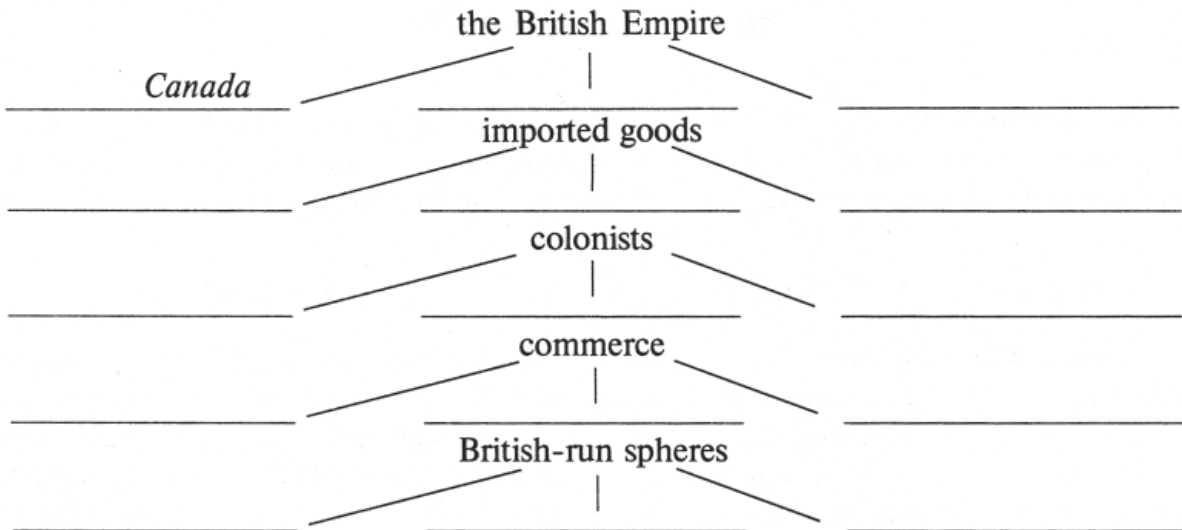 the British Empire
Canada
imported goods
colonists
commerce
British-run spheres